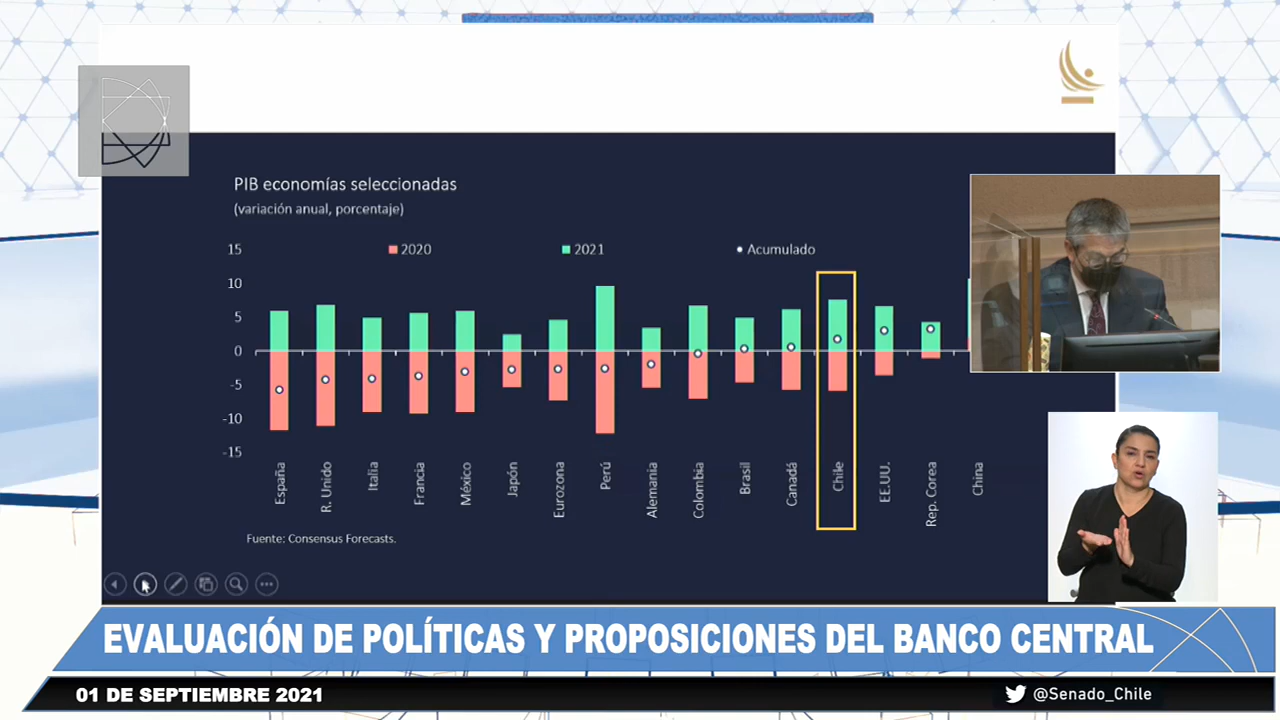 PIB economías seleccionadas
(variación anual, porcentaje)
2020 2021 Acumulado
15
10
5
0
-5
-10
-15
España R. Unido Italia Francia México Japón Eurozona Perú Alemania Colombia Brasil Canadá Chile EE.UU. Rep. Corea China
Fuente: Consensus Forecasts.
EVALUACIÓN DE POLÍTICAS Y PROPOSICIONES DEL BANCO CENTRAL
01 DE SEPTIEMBRE 2021
@Senado_Chile